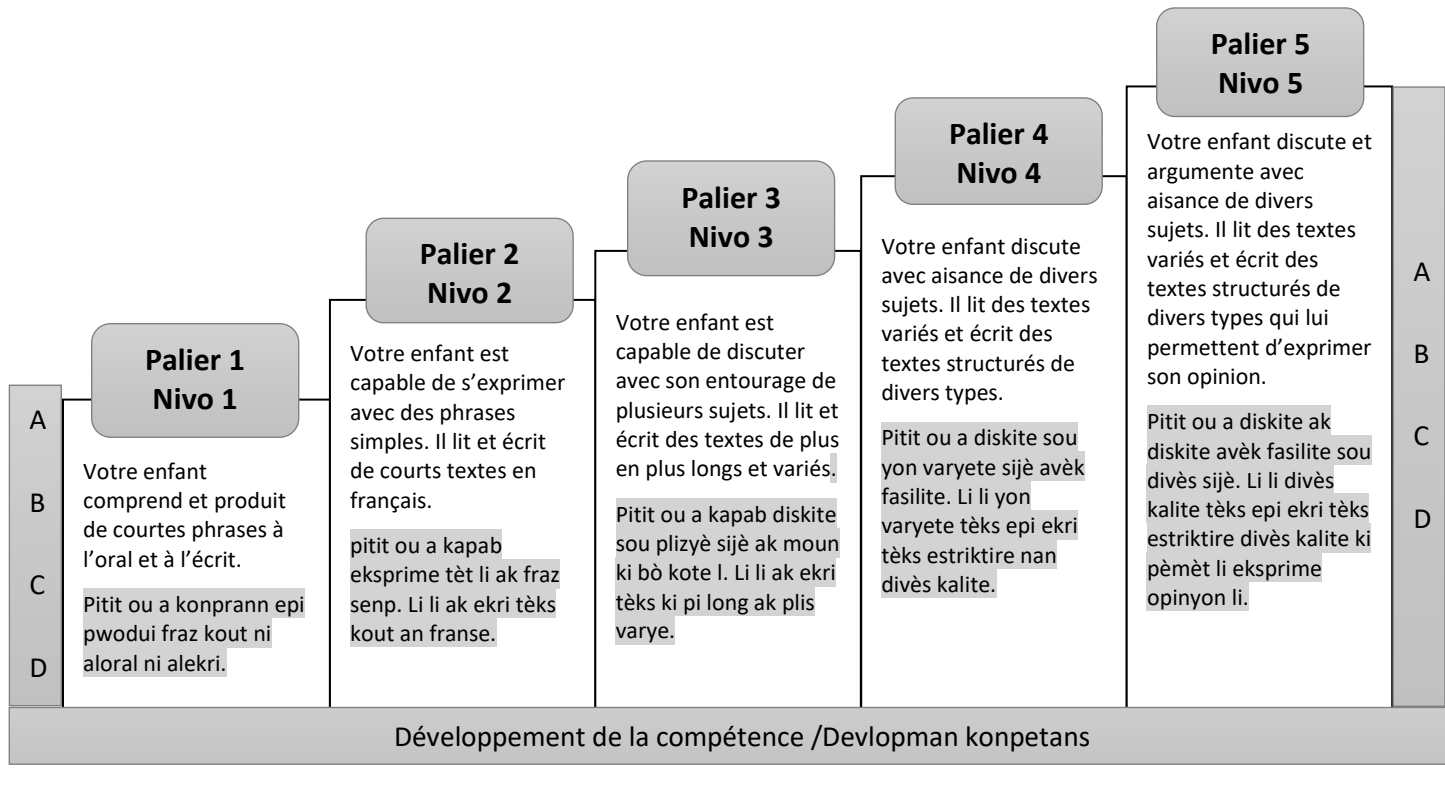 Palier 1
Nivo 1
Votre enfant
comprend et produit
de courtes phrases à
l’oral et à l’écrit.
Pitit ou a konprann epi
pwodui fraz kout ni
aloral ni alekri.
Palier 2
Nivo 2
Votre enfant est
capable de s’exprimer
avec des phrases
simples. Il lit et écrit
de courts textes en
français.
pitit ou a kapab
eksprime tèt li ak fraz
senp. Li li ak ekri tèks
kout an franse.
Palier 3
Nivo 3
Votre enfant est
capable de discuter
avec son entourage de
plusieurs sujets. Il lit et
écrit des textes de plus
en plus longs et variés.
Pitit ou a kapab diskite
sou plizyè sijè ak moun
ki bò kote l. Li li ak ekri
tèks ki pi long ak plis
varye.
Palier 4
Nivo 4
Votre enfant discute
avec aisance de divers
sujets. Il lit des textes
variés et écrit des
textes structurés de
divers types.
Pitit ou a diskite sou
yon varyete sijè avèk
fasilite. Li li yon
varyete tèks epi ekri
tèks estriktire nan
divès kalite.
Palier 5
Nivo 5
Votre enfant discute et
argumente avec
aisance de divers
sujets. Il lit des textes
variés et écrit des
textes structurés de
divers types qui lui
permettent d’exprimer
son opinion.
Pitit ou a diskite ak
diskite avèk fasilite sou
divès sijè. Li li divès
kalite tèks epi ekri tèks
estriktire divès kalite ki
pèmèt li eksprime
opinyon li.
A
B
C
D
A
B
C
D
Développement de la compétence /Devlopman konpetans